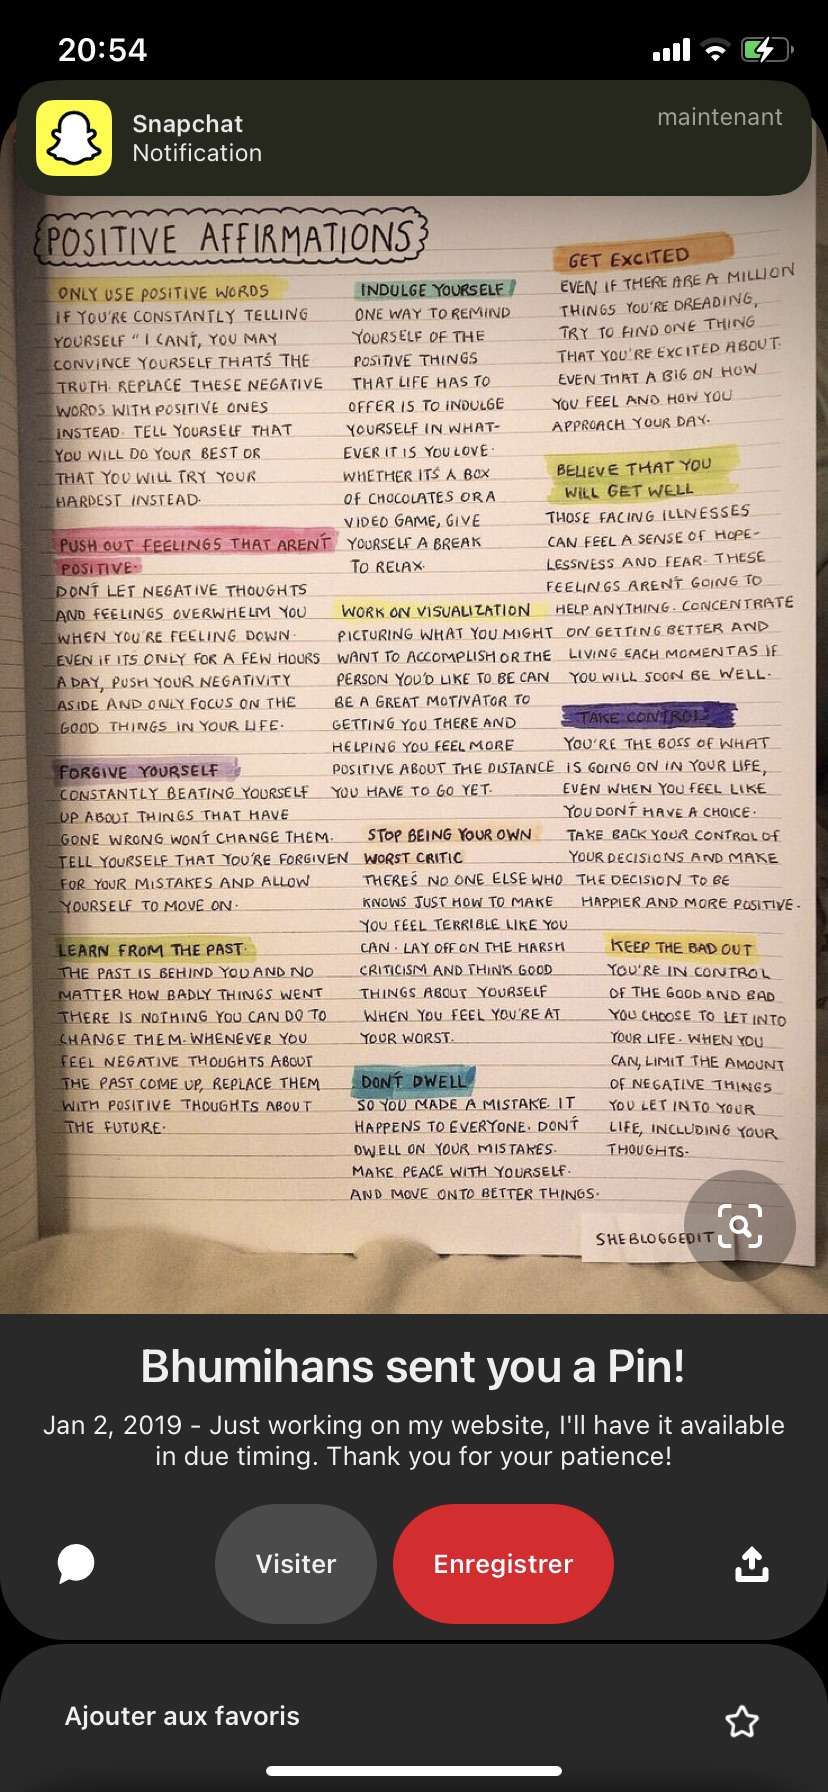 20:54
Snapchat
maintenant
Notification
POSITIVE AFFIRMATIONS
ONLY USE POSITIVE WORDS
IF YOU'RE CONSTANTLY TELLING
YOURSELF "I CAN'T, YOU MAY
CONVINCE YOURSELF THAT'S THE
TRUTH. REPLACE THESE NEGATIVE
WORDS WITH POSITIVE ONES
INSTEAD. TELL YOURSELF THAT
YOU WILL DO YOUR BEST OR
THAT YOU WILL TRY YOUR
HARDEST INSTEAD.
PUSH OUT FEELINGS THAT AREN'T
POSITIVE.
DON'T LET NEGATIVE THOUGHTS
AND FEELINGS OVERWHELM YOU
WHEN YOU'RE FEELING DOWN.
EVEN IF ITS ONLY FOR A FEW HOURS
A DAY, PUSH YOUR NEGATIVITY
ASIDE AND ONLY FOCUS ON THE
GOOD THINGS IN YOUR LIFE.
FORGIVE YOURSELF
CONSTANTLY BEATING YOURSELF
UP ABOUT THINGS THAT HAVE
GONE WRONG WON'T CHANGE THEM.
TELL YOURSELF THAT YOU'RE FORGIVEN
FOR YOUR MISTAKES AND ALLOW
YOURSELF TO MOVE ON.
LEARN FROM THE PAST.
THE PAST IS BEHIND YOU AND NO
MATTER HOW BADLY THINGS WENT
THERE IS NOTHING YOU CAN DO TO
CHANGE THEM. WHENEVER YOU
FEEL NEGATIVE THOUGHTS ABOUT
THE PAST COME UP, REPLACE THEM
WITH POSITIVE THOUGHTS ABOUT
THE FUTURE.
INDULGE YOURSELF
ONE WAY TO REMIND
YOURSELF OF THE
POSITIVE THINGS
THAT LIFE HAS TO
OFFER IS TO INDULGE
YOURSELF IN WHAT-
EVER IT IS YOU LOVE.
WHETHER IT'S A BOX
OF CHOCOLATES OR A
VIDEO GAME, GIVE
YOURSELF A BREAK
TO RELAX.
WORK ON VISUALIZATION
PICTURING WHAT YOU MIGHT
WANT TO ACCOMPLISH OR THE
PERSON YOU'D LIKE TO BE CAN
BE A GREAT MOTIVATOR TO
GETTING YOU THERE AND
HELPING YOU FEEL MORE
POSITIVE ABOUT THE DISTANCE
YOU HAVE TO GO YET.
STOP BEING YOUR OWN
WORST CRITIC
THERE'S NO ONE ELSE WHO
KNOWS JUST HOW TO MAKE
YOU FEEL TERRIBLE LIKE YOU
CAN. LAY OFF ON THE HARSH
CRITICISM AND THINK GOOD
THINGS ABOUT YOURSELF
WHEN YOU FEEL YOU'RE AT
YOUR WORST.
DON'T DWELL
SO YOU MADE A MISTAKE. IT
HAPPENS TO EVERYONE. DON'T
DWELL ON YOUR MISTAKES.
MAKE PEACE WITH YOURSELF.
AND MOVE ONTO BETTER THINGS.
GET EXCITED
EVEN IF THERE ARE A MILLION
THINGS YOU'RE DREADING,
TRY TO FIND ONE THING
THAT YOU'RE EXCITED ABOUT.
EVEN THAT A BIG ON HOW
YOU FEEL AND HOW YOU
APPROACH YOUR DAY.
BELIEVE THAT YOU
WILL GET WELL
THOSE FACING ILLNESSES
CAN FEEL A SENSE OF HOPE-
LESSNESS AND FEAR. THESE
FEELINGS AREN'T GOING TO
HELP ANYTHING. CONCENTRATE
ON GETTING BETTER AND
LIVING EACH MOMENT AS IF
YOU WILL SOON BE WELL.
TAKE CONTROL
YOU'RE THE BOSS OF WHAT
IS GOING ON IN YOUR LIFE,
EVEN WHEN YOU FEEL LIKE
YOU DON'T HAVE A CHOICE.
TAKE BACK YOUR CONTROL OF
YOUR DECISIONS AND MAKE
THE DECISION TO BE
HAPPIER AND MORE POSITIVE.
KEEP THE BAD OUT
YOU'RE IN CONTROL
OF THE GOOD AND BAD
YOU CHOOSE TO LET INTO
YOUR LIFE. WHEN YOU
CAN, LIMIT THE AMOUNT
OF NEGATIVE THINGS
YOU LET INTO YOUR
LIFE, INCLUDING YOUR
THOUGHTS.
SHEBLOGGEDIT
Bhumihans sent you a Pin!
Jan 2, 2019 - Just working on my website, I'll have it available
in due timing. Thank you for your patience!
Visiter
Enregistrer
Ajouter aux favoris